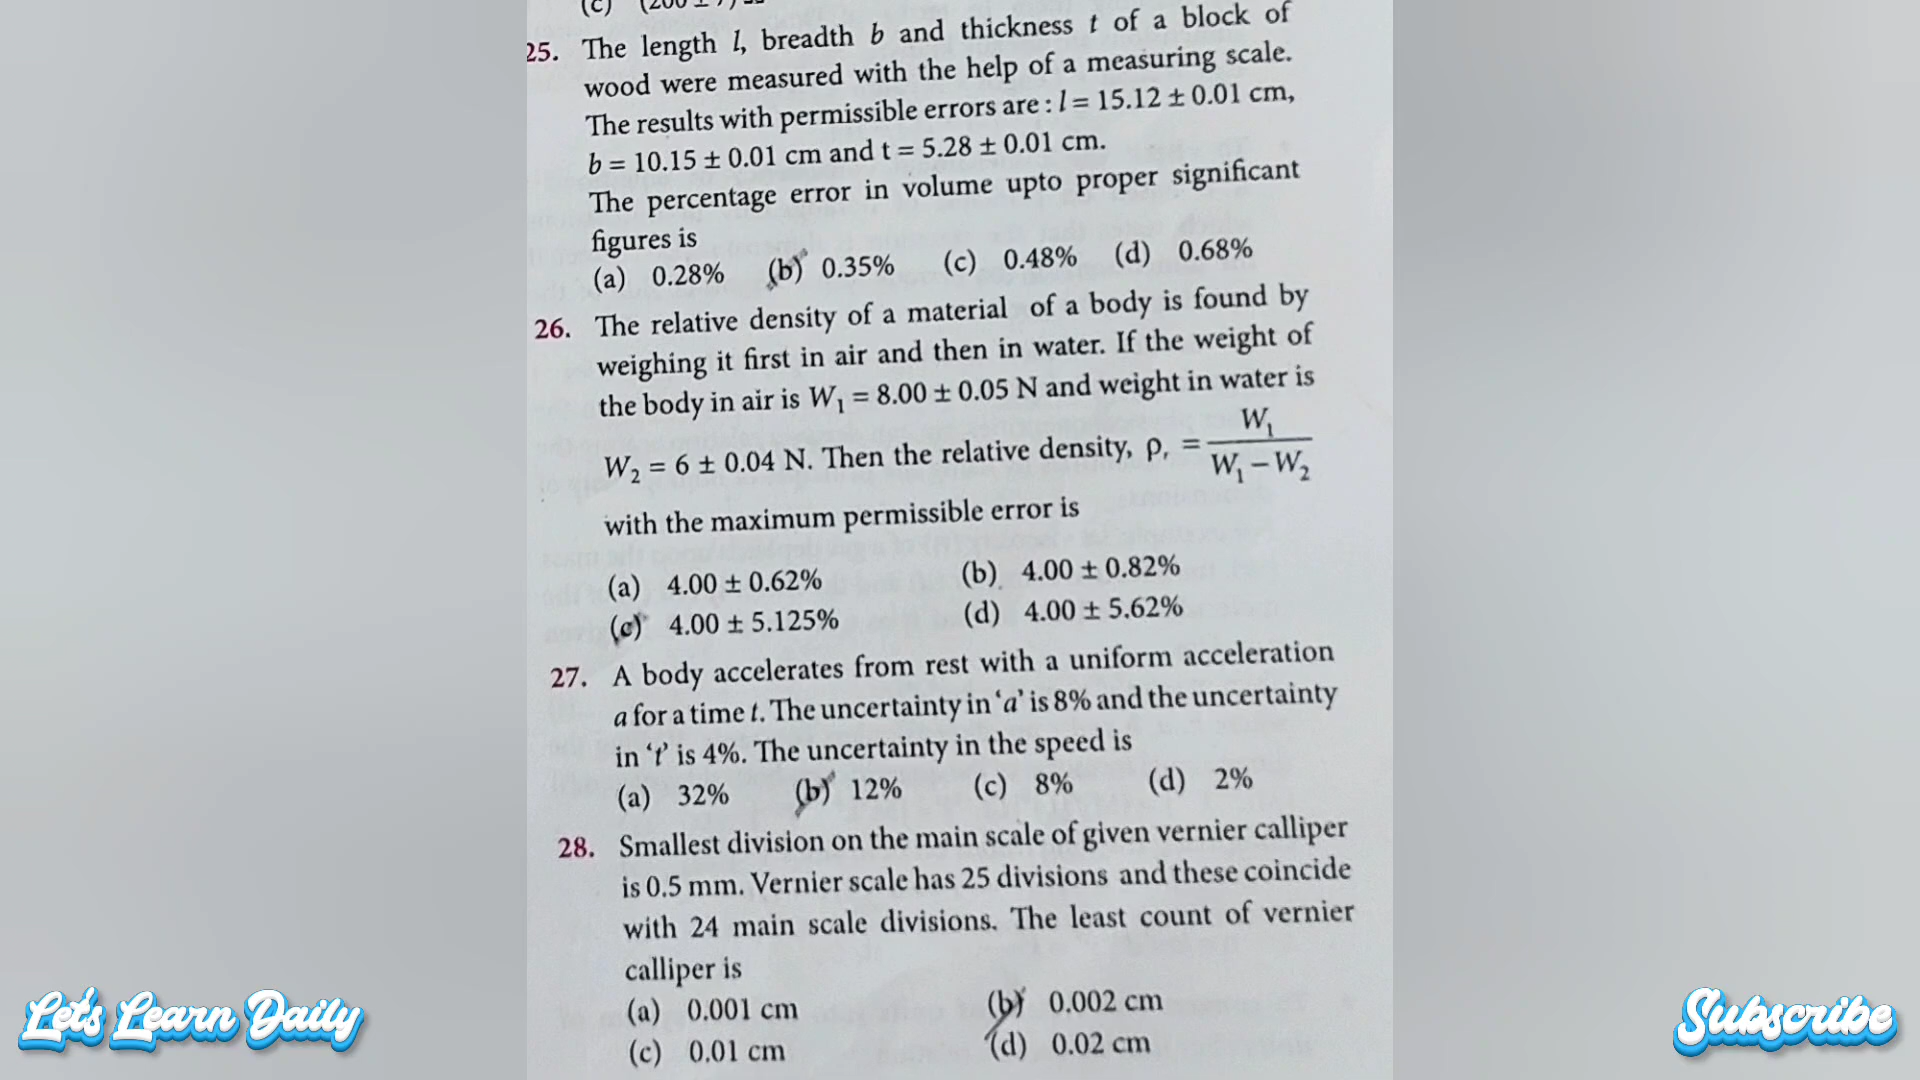 (c) (200 ± 7) Ω
25. The length l, breadth b and thickness t of a block of
wood were measured with the help of a measuring scale.
The results with permissible errors are : l = 15.12 ± 0.01 cm,
b = 10.15 ± 0.01 cm and t = 5.28 ± 0.01 cm.
The percentage error in volume upto proper significant
figures is
(a) 0.28% (b) 0.35% (c) 0.48% (d) 0.68%
26. The relative density of a material of a body is found by
weighing it first in air and then in water. If the weight of
the body in air is W₁ = 8.00 ± 0.05 N and weight in water is
W₂ = 6 ± 0.04 N. Then the relative density, ρᵣ = W₁ / (W₁ – W₂)
with the maximum permissible error is
(a) 4.00 ± 0.62% (b) 4.00 ± 0.82%
(c) 4.00 ± 5.125% (d) 4.00 ± 5.62%
27. A body accelerates from rest with a uniform acceleration
a for a time t. The uncertainty in ‘a’ is 8% and the uncertainty
in ‘t’ is 4%. The uncertainty in the speed is
(a) 32% (b) 12% (c) 8% (d) 2%
28. Smallest division on the main scale of given vernier calliper
is 0.5 mm. Vernier scale has 25 divisions and these coincide
with 24 main scale divisions. The least count of vernier
calliper is
(a) 0.001 cm (b) 0.002 cm
(c) 0.01 cm (d) 0.02 cm
Let's Learn Daily
Subscribe